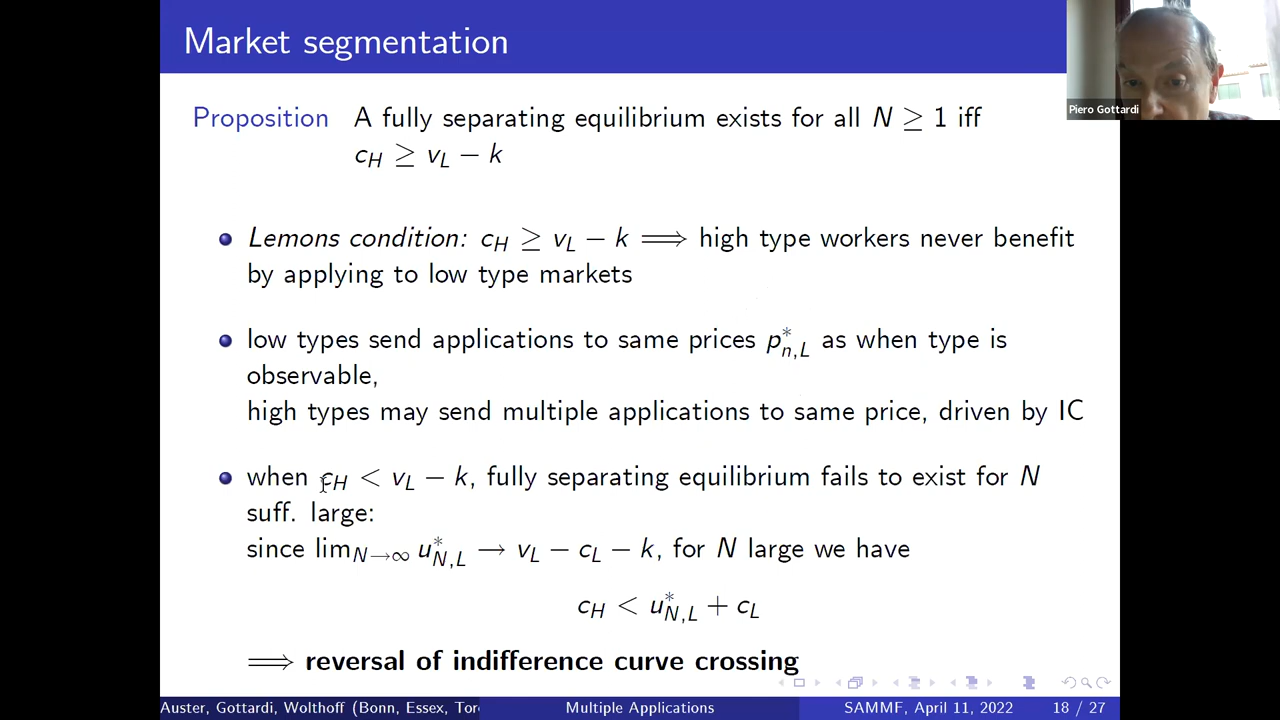 Market segmentation
Piero Gottardi
Proposition A fully separating equilibrium exists for all N ≥ 1 iff
c_H ≥ v_L − k
Lemons condition: c_H ≥ v_L − k ⟹ high type workers never benefit
by applying to low type markets
low types send applications to same prices p*_{n,L} as when type is
observable,
high types may send multiple applications to same price, driven by IC
when c_H < v_L − k, fully separating equilibrium fails to exist for N
suff. large:
since lim_{N→∞} u*_{N,L} → v_L − c_L − k, for N large we have
c_H < u*_{N,L} + c_L
⟹ reversal of indifference curve crossing
Auster, Gottardi, Wolthoff (Bonn, Essex, Tor
Multiple Applications
SAMMF, April 11, 2022
18 / 27